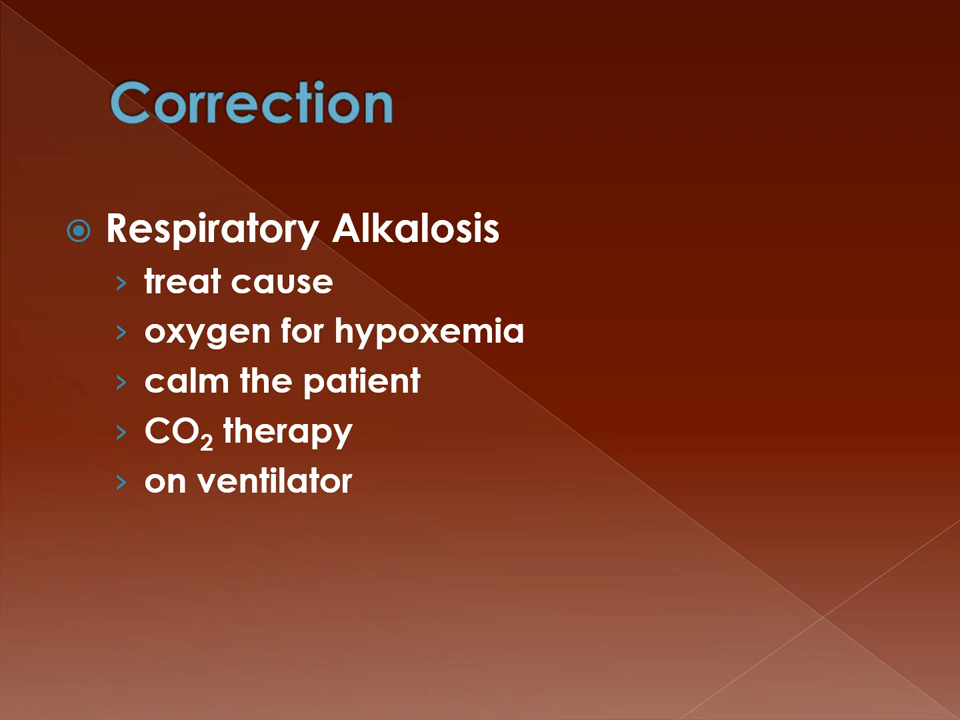 Correction
Respiratory Alkalosis
treat cause
oxygen for hypoxemia
calm the patient
CO₂ therapy
on ventilator